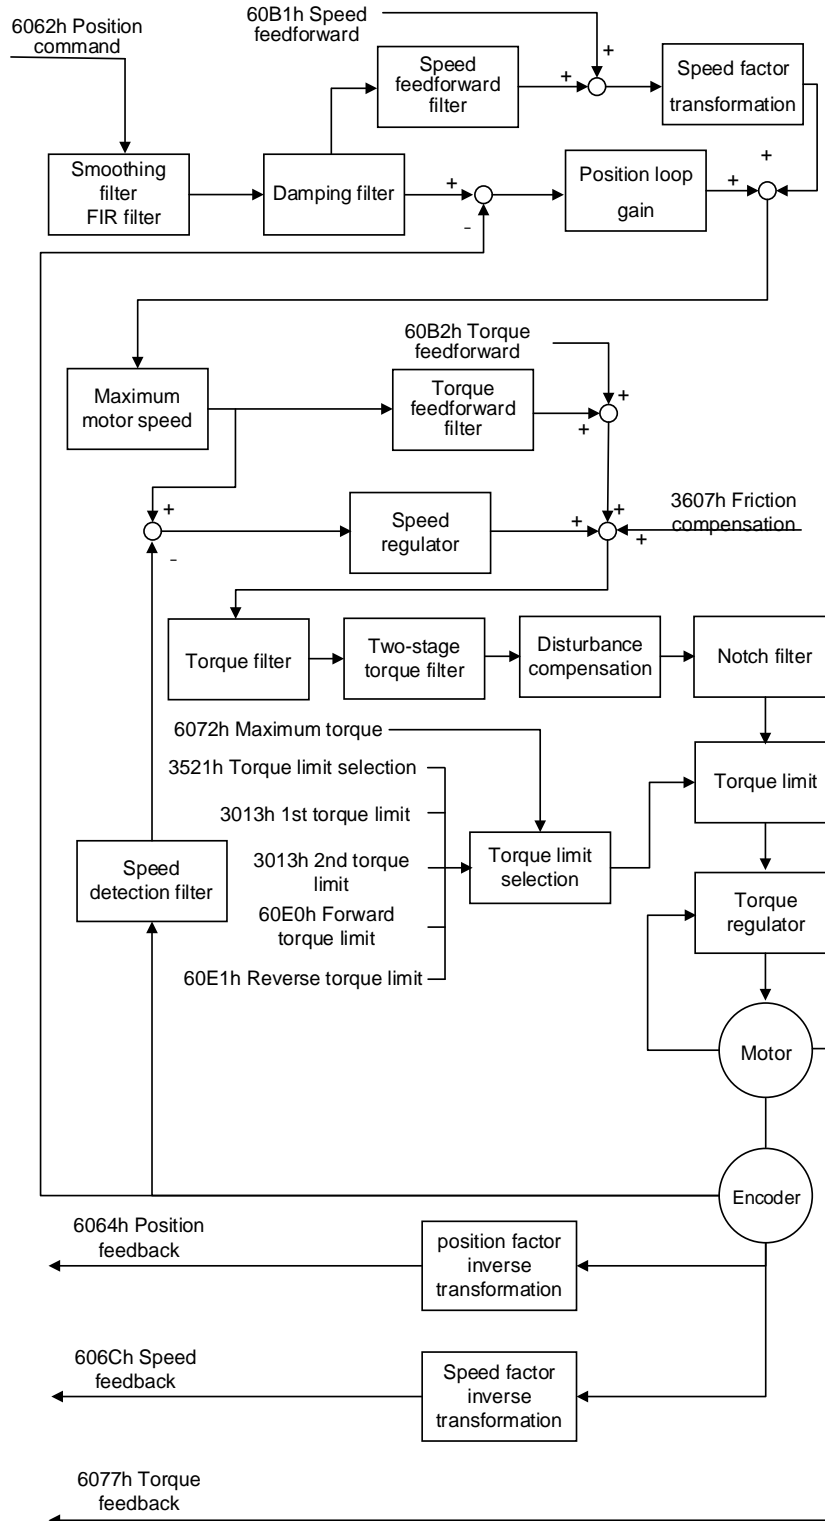 6062h Position
command
60B1h Speed
feedforward
+
+
Speed
feedforward
filter
Speed factor
transformation
Smoothing
filter
FIR filter
Damping filter
+
-
Position loop
gain
+
+
60B2h Torque
feedforward
Maximum
motor speed
Torque
feedforward
filter
+
+
+
-
Speed
regulator
+
+
+
3607h Friction
compensation
Torque filter
Two-stage
torque filter
Disturbance
compensation
Notch filter
6072h Maximum torque
3521h Torque limit selection
3013h 1st torque limit
3013h 2nd torque
limit
60E0h Forward
torque limit
60E1h Reverse torque limit
Torque limit
selection
Torque limit
Speed
detection filter
Torque
regulator
Motor
Encoder
6064h Position
feedback
position factor
inverse
transformation
606Ch Speed
feedback
Speed factor
inverse
transformation
6077h Torque
feedback